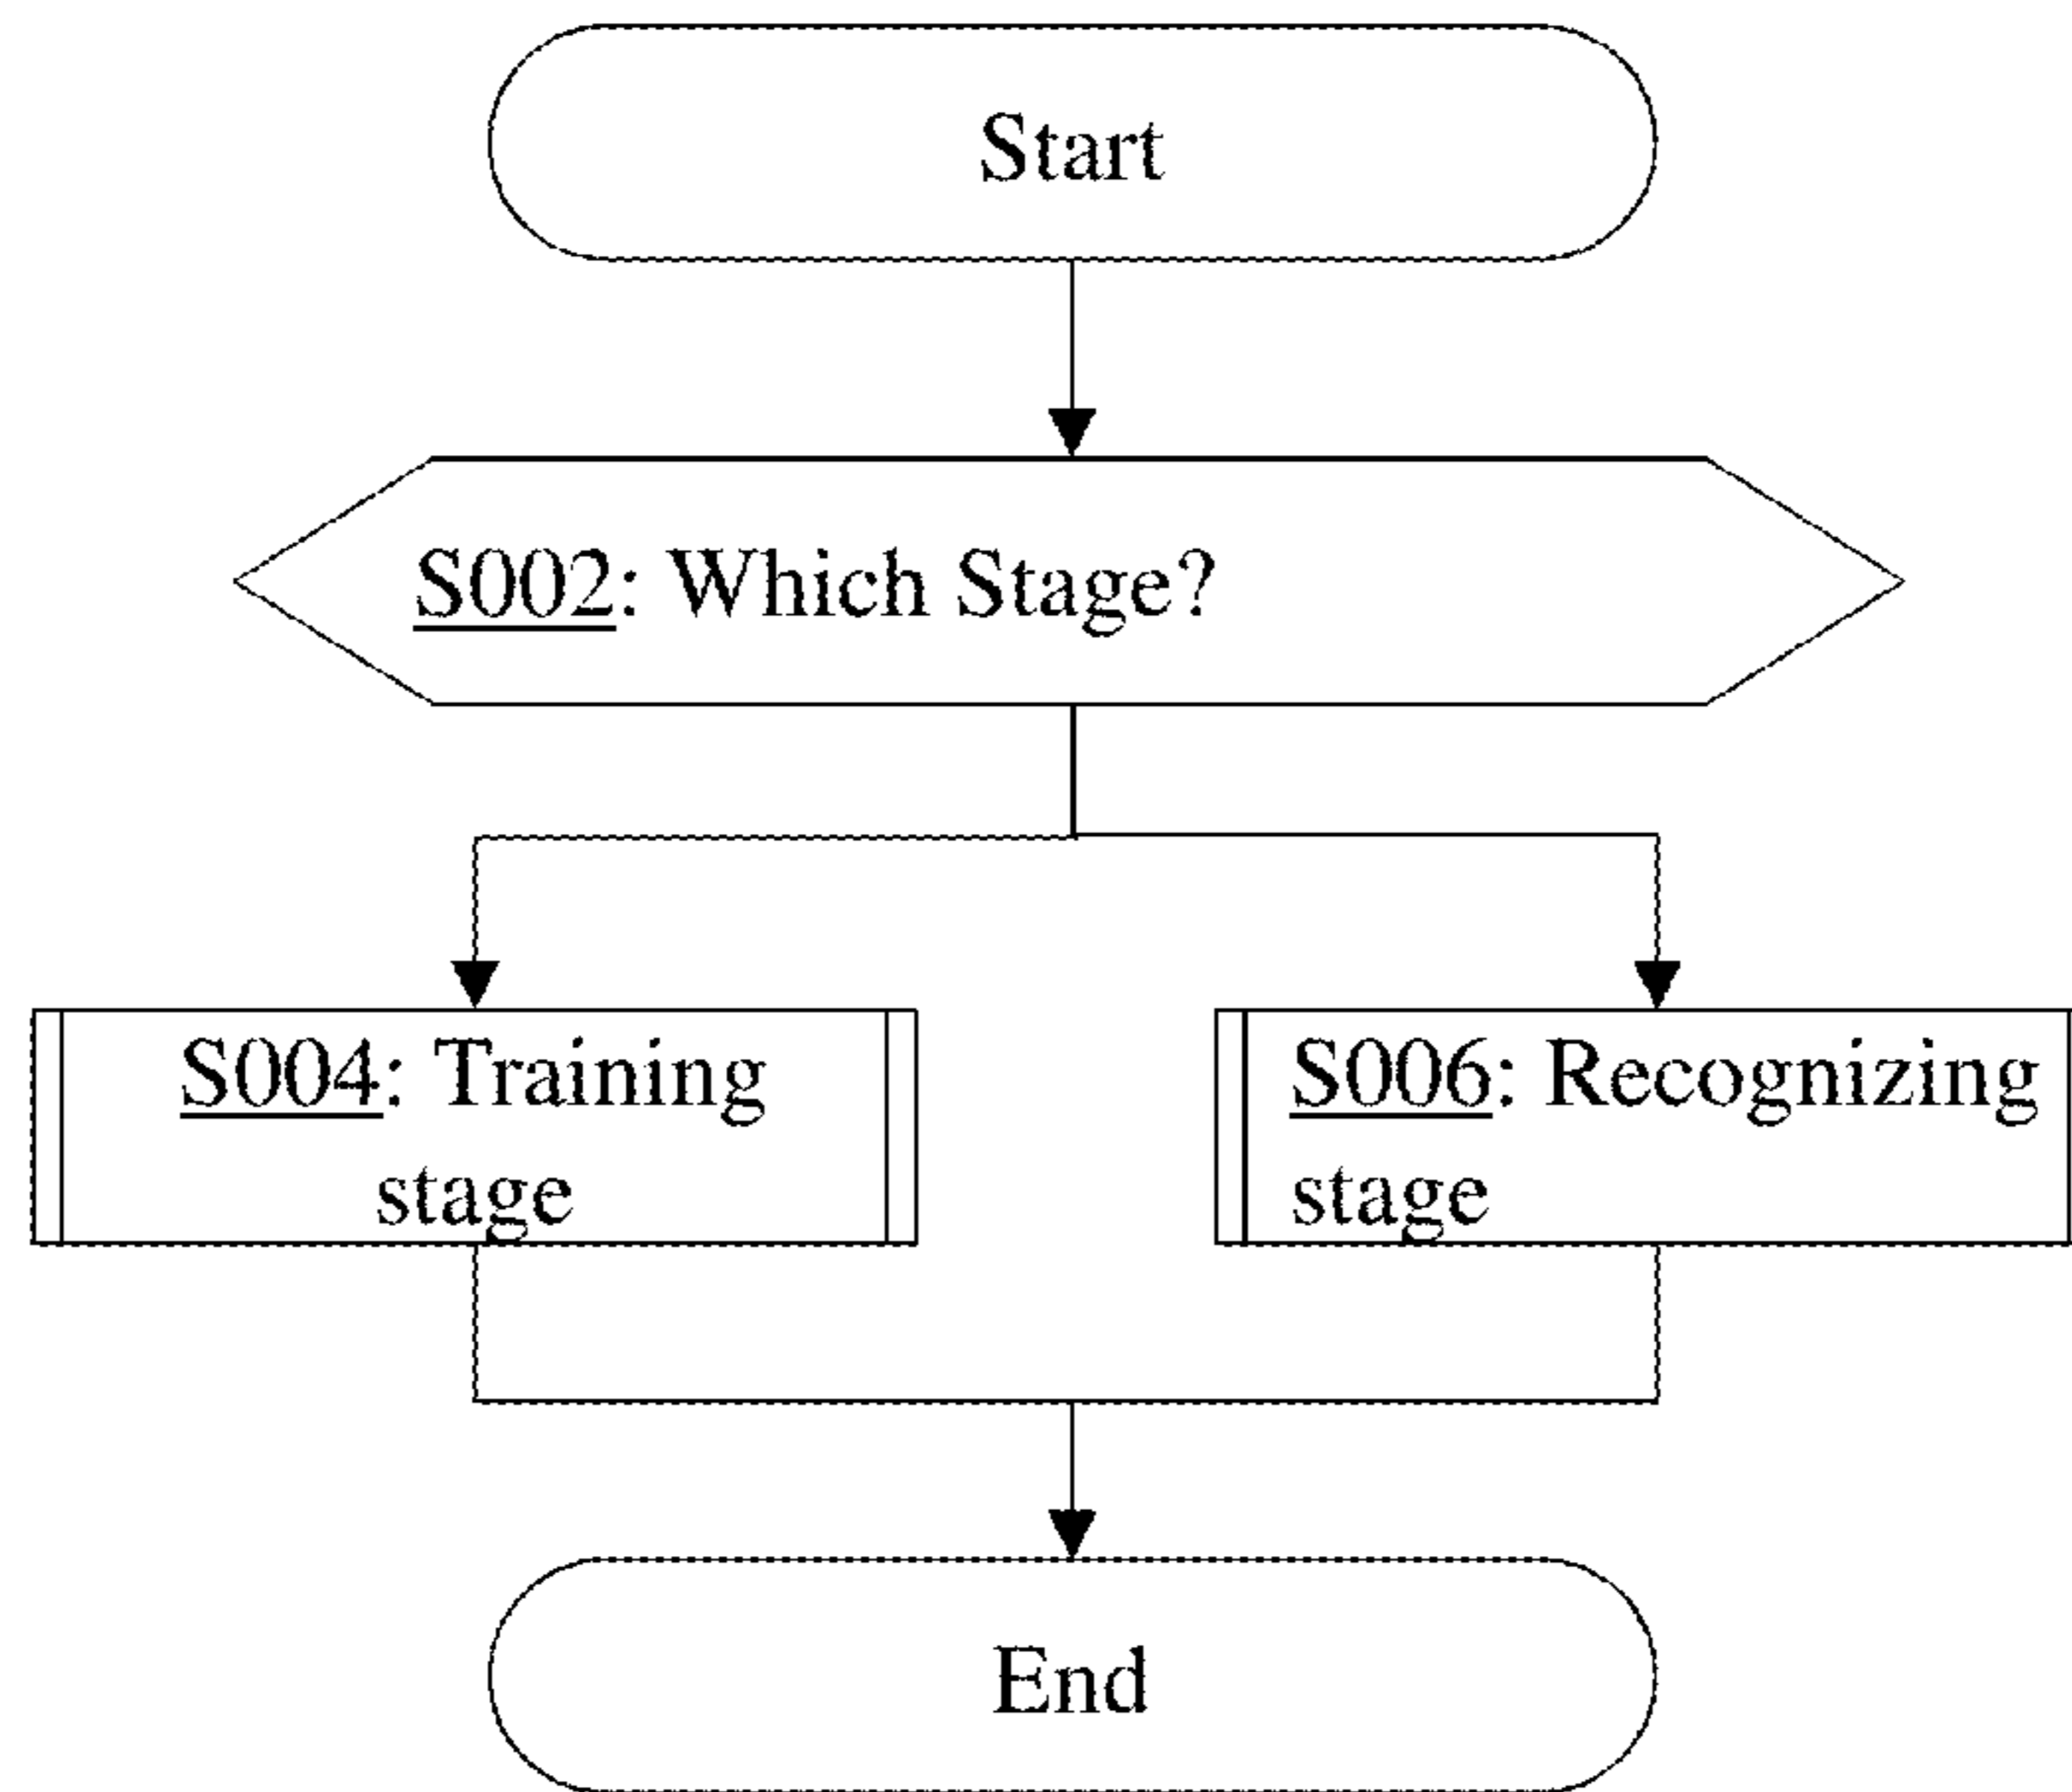 Start
S002: Which Stage?
S004: Training
stage
S006: Recognizing
stage
End